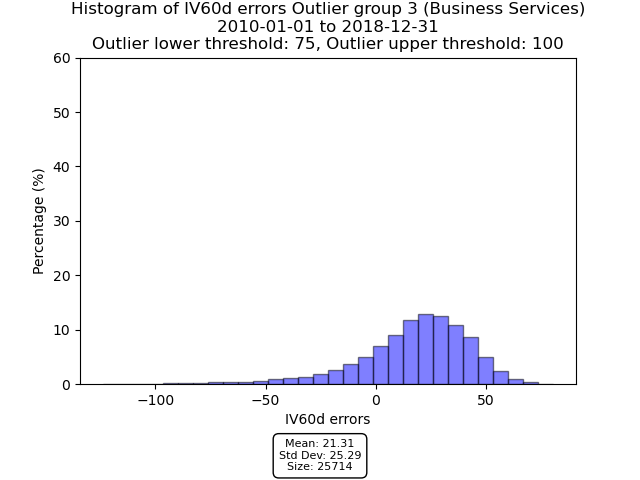 Histogram of IV60d errors Outlier group 3 (Business Services)
2010-01-01 to 2018-12-31
Outlier lower threshold: 75, Outlier upper threshold: 100
60
50
40
30
20
10
0
Percentage (%)
−100
−50
0
50
IV60d errors
Mean: 21.31
Std Dev: 25.29
Size: 25714